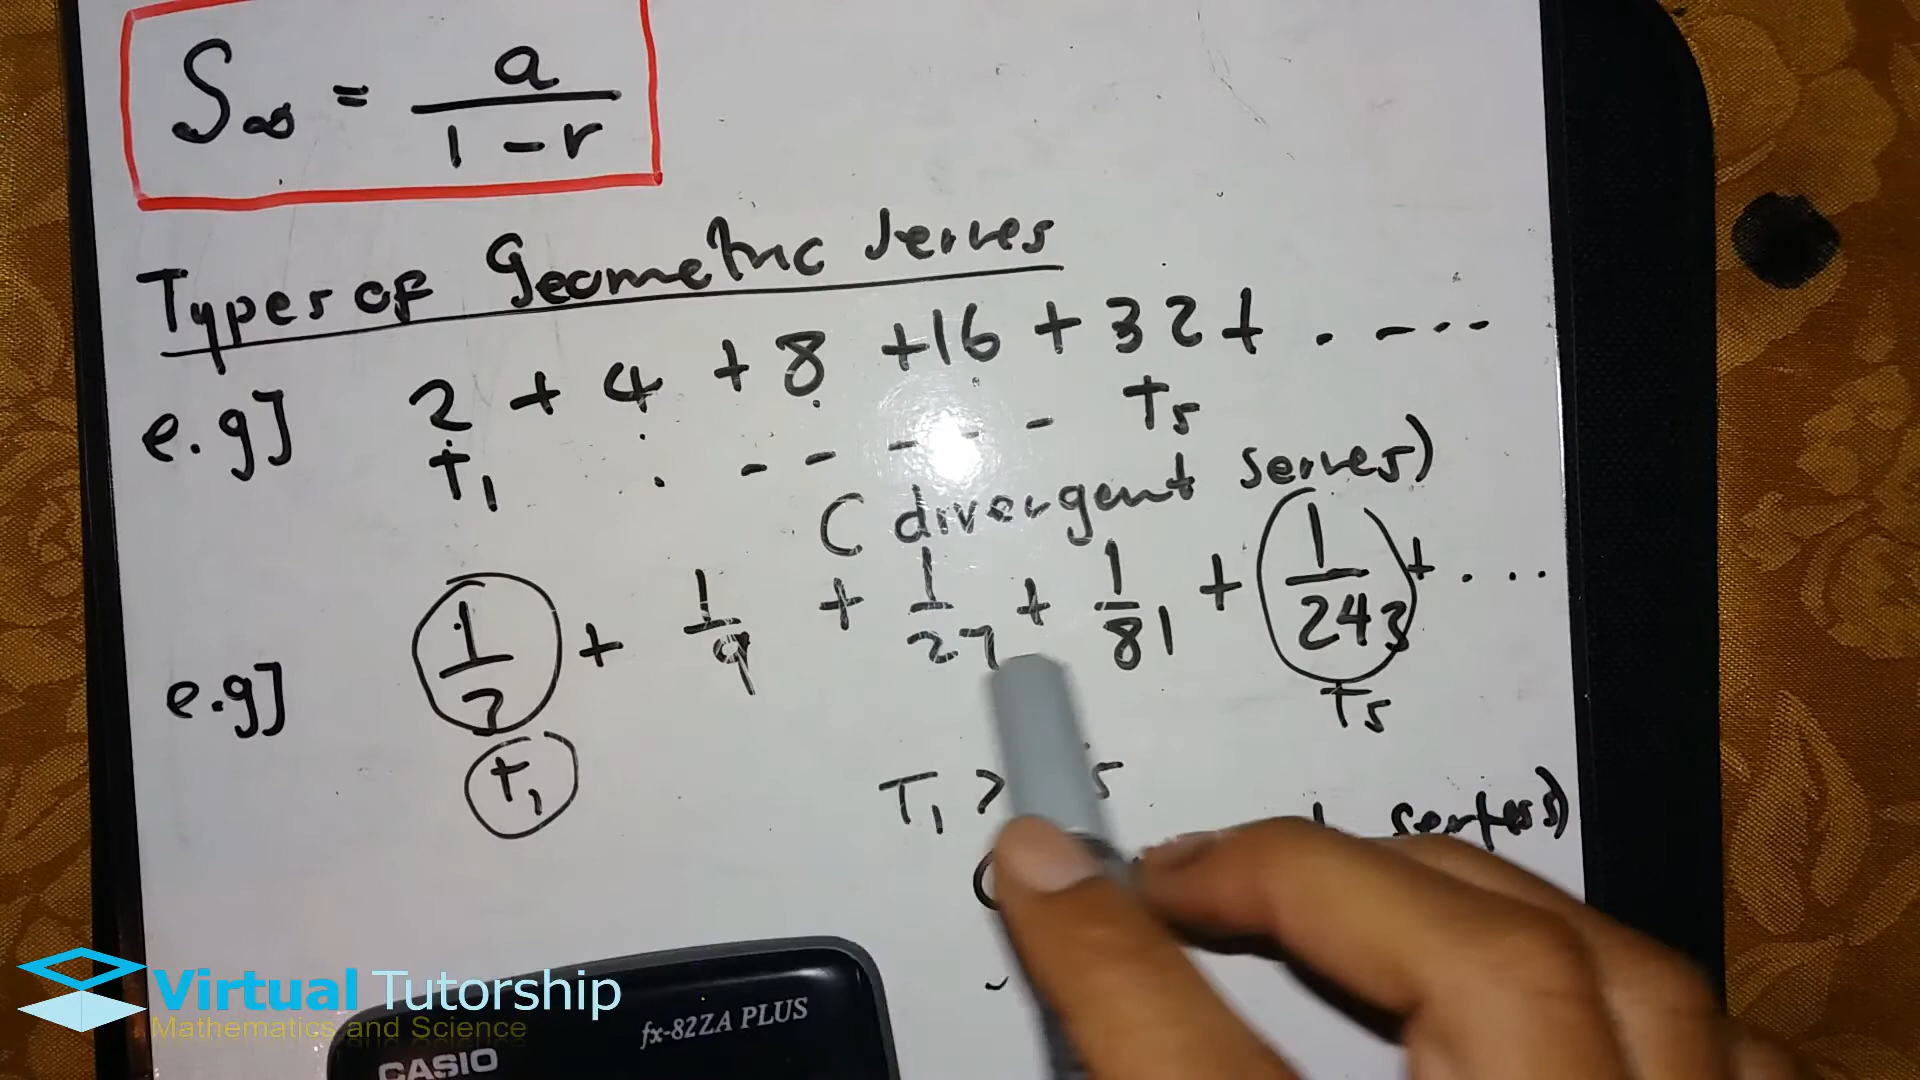 S∞ = a / 1 - r
Types of Geometric Series
e.g] 2 + 4 + 8 +16 + 32 + . - - . .
T1 . - - - - - T5
(divergent series)
e.g] 1/3 + 1/9 + 1/27 + 1/81 + 1/243 + . . . .
T1 T5
T1 >
series)
Virtual Tutorship
Mathematics and Science
fx-82ZA PLUS
CASIO